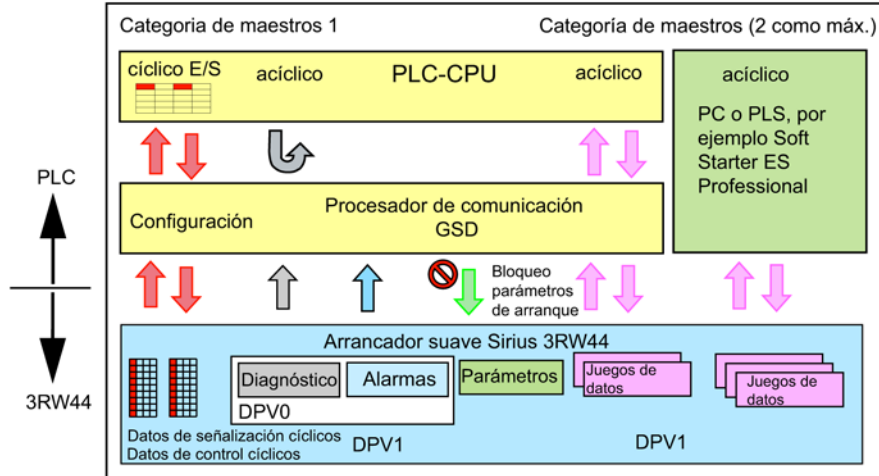 Categoria de maestros 1
Categoría de maestros (2 como máx.)
cíclico E/S
acíclico
PLC-CPU
acíclico
acíclico
PC o PLS, por
ejemplo Soft
Starter ES
Professional
PLC
Configuración
Procesador de comunicación
GSD
Bloqueo
parámetros
de arranque
3RW44
Arrancador suave Sirius 3RW44
Diagnóstico
Alarmas
Parámetros
Juegos de
datos
Juegos de
datos
DPV0
Datos de señalización cíclicos
Datos de control cíclicos
DPV1
DPV1